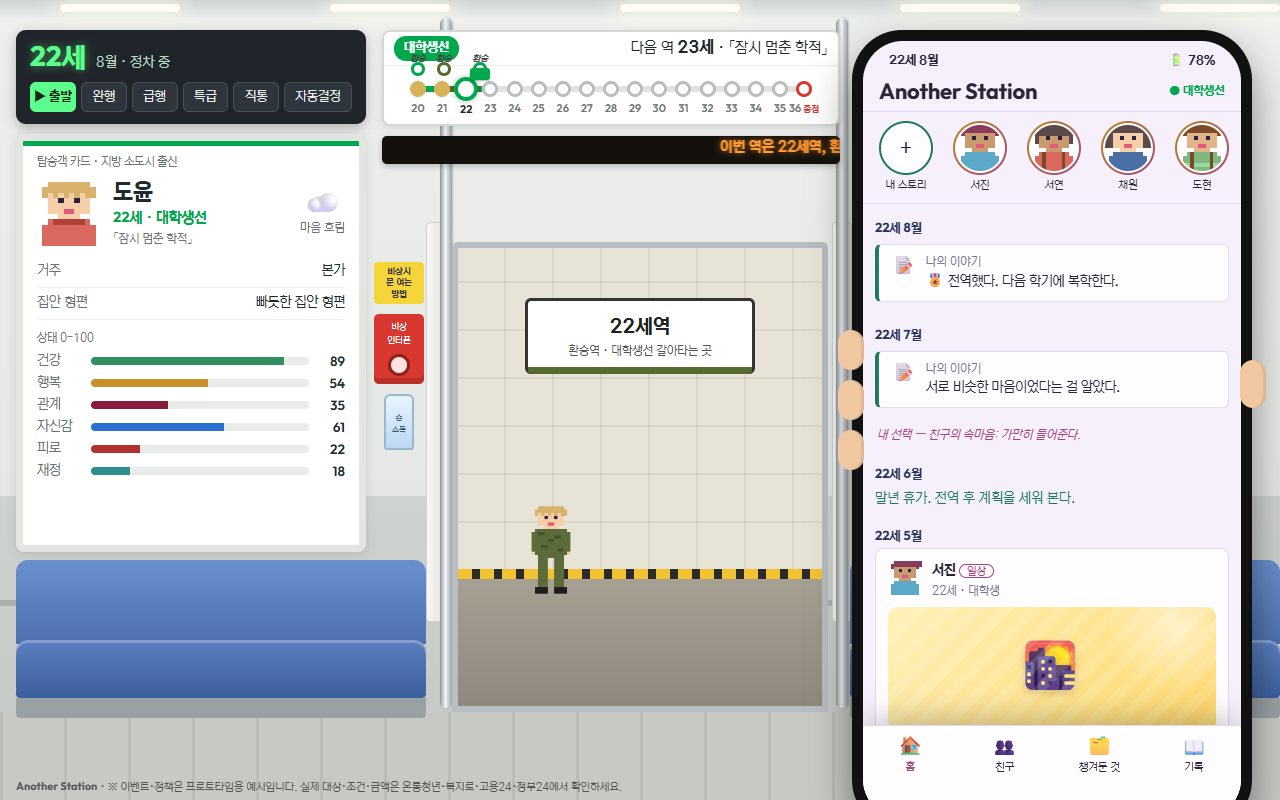 22세 8월 · 정차 중
▶ 출발 완행 급행 특급 직통 자동결정
탑승객 카드 · 지방 소도시 출신
도윤
22세 · 대학생선
「잠시 멈춘 학적」
마음 흐림
거주 본가
집안 형편 빠듯한 집안 형편
상태 0~100
건강 89
행복 54
관계 35
자신감 61
피로 22
재정 18
대학생선
다음 역 23세 · 「잠시 멈춘 학적」
환승 환승 환승
20 21 22 23 24 25 26 27 28 29 30 31 32 33 34 35 36 종점
이번 역은 22세역, 환
비상시
문 여는
방법
비상
인터폰
손
소독
22세역
환승역 · 대학생선 갈아타는 곳
22세 8월
78%
Another Station
대학생선
+
내 스토리 서진 서연 채원 도현
22세 8월
나의 이야기
전역했다. 다음 학기에 복학한다.
22세 7월
나의 이야기
서로 비슷한 마음이었다는 걸 알았다.
내 선택 — 친구의 속마음: 가만히 들어준다.
22세 6월
말년 휴가. 전역 후 계획을 세워 본다.
22세 5월
서진 일상
22세 · 대학생
홈 친구 챙겨둔 것 기록
Another Station · ※ 이벤트·정책은 프로토타입용 예시입니다. 실제 대상·조건·금액은 온통청년·복지로·고용24·정부24에서 확인하세요.